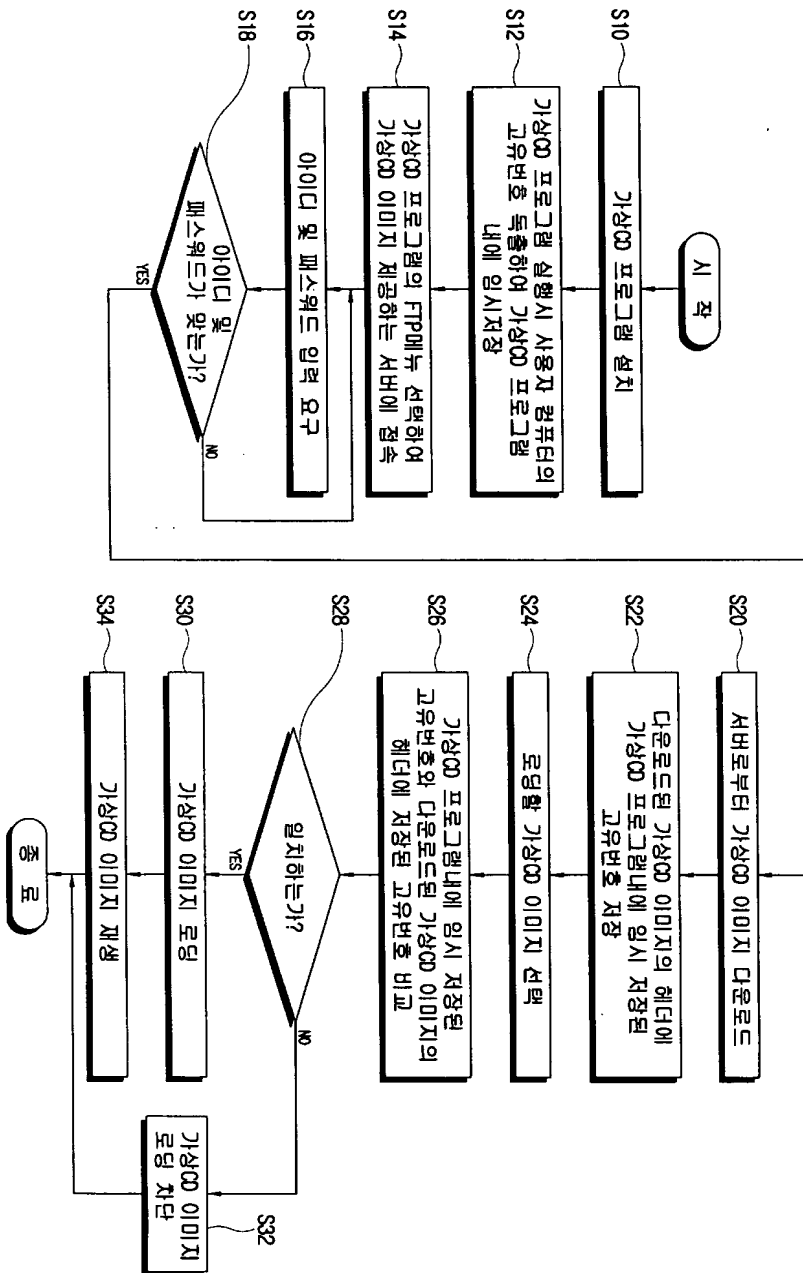 시 작
S10
가상CD 프로그램 설치
S12
가상CD 프로그램 실행시 사용자 컴퓨터의
고유번호 독출하여 가상CD 프로그램
내에 임시저장
S14
가상CD 프로그램의 FTP메뉴 선택하여
가상CD 이미지 제공하는 서버에 접속
S16
아이디 및 패스워드 입력 요구
S18
아이디 및
패스워드가 맞는가?
NO
YES
S20
서버로부터 가상CD 이미지 다운로드
S222
다운로드된 가상CD 이미지의 헤더에
가상CD 프로그램내에 임시 저장된
고유번호 저장
S24
로딩할 가상CD 이미지 선택
S26
가상CD 프로그램내에 임시 저장된
고유번호와 다운로드된 가상CD 이미지의
헤더에 저장된 고유번호 비교
S28
일치하는가?
NO
YES
S30
가상CD 이미지 로딩
S32
가상CD 이미지
로딩 차단
S34
가상CD 이미지 재생
종 료